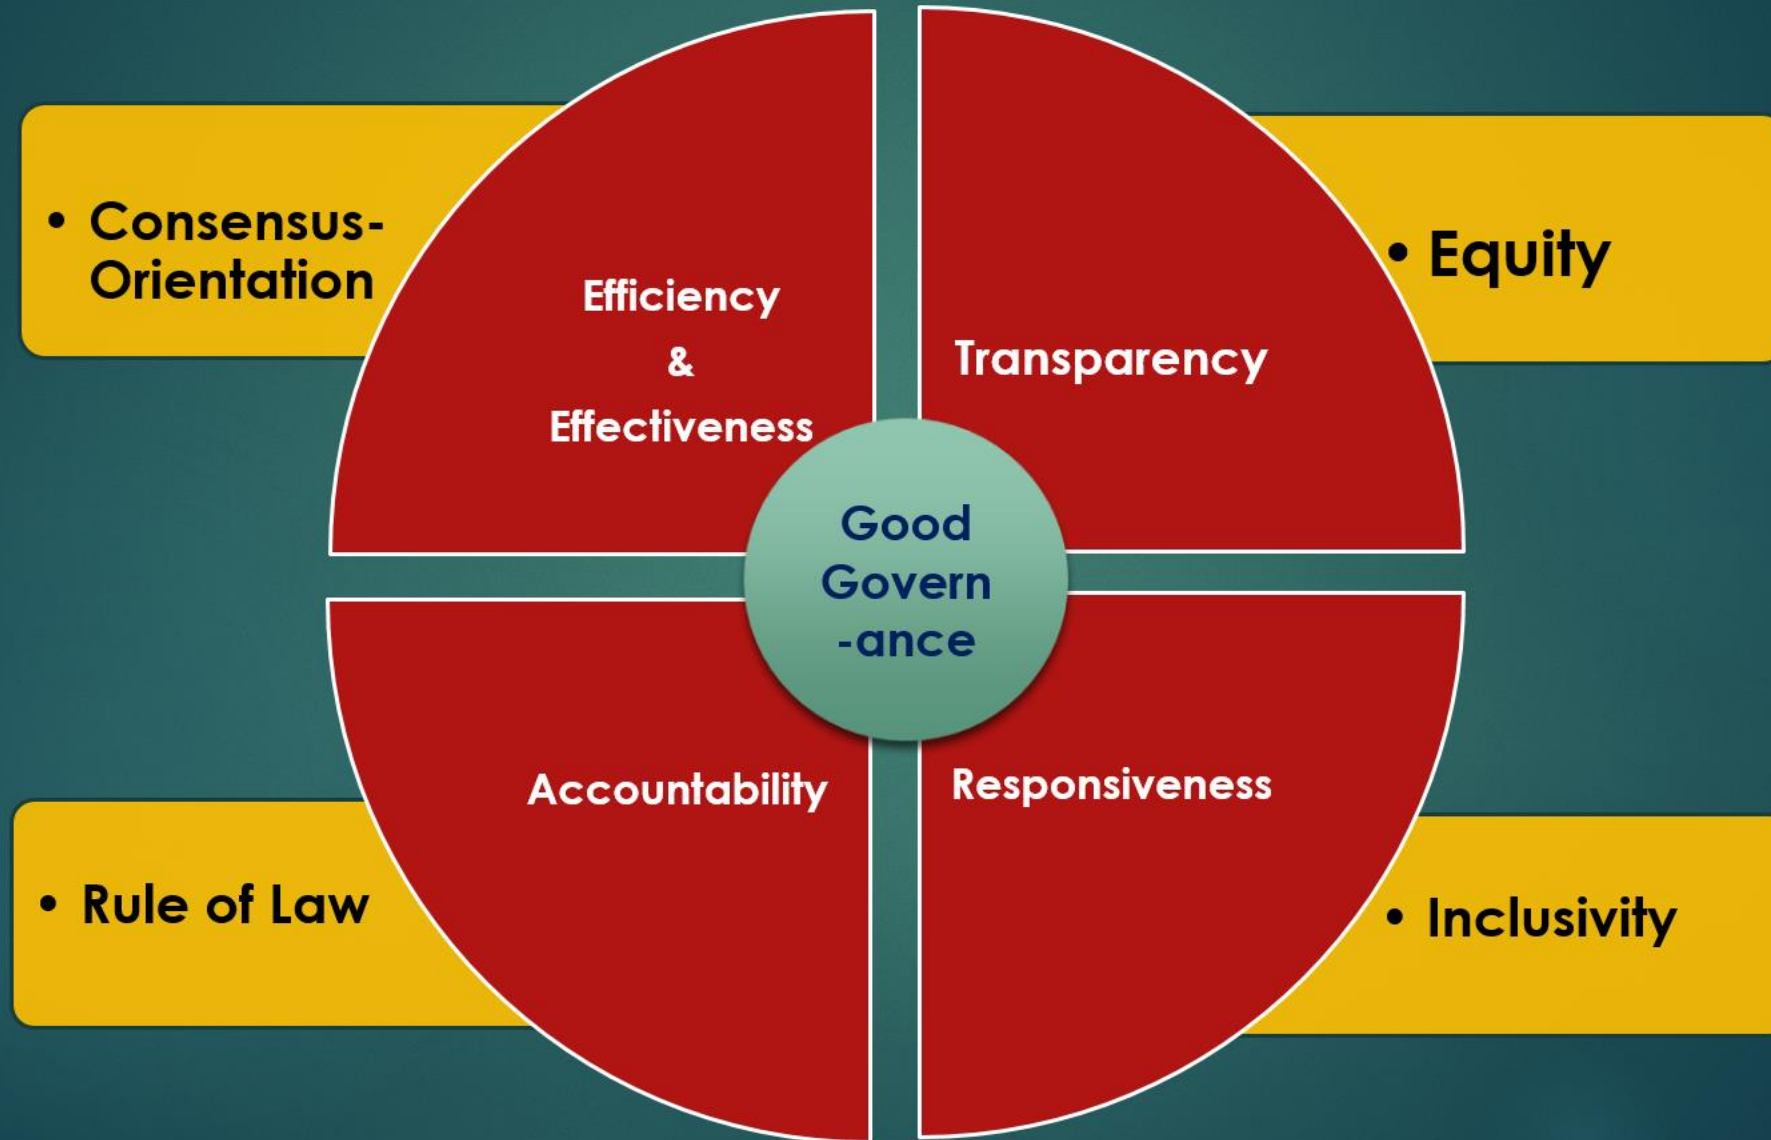 • Consensus-
Orientation
Efficiency
&
Effectiveness
Transparency
• Equity
Good
Govern
-ance
• Rule of Law
Accountability
Responsiveness
• Inclusivity